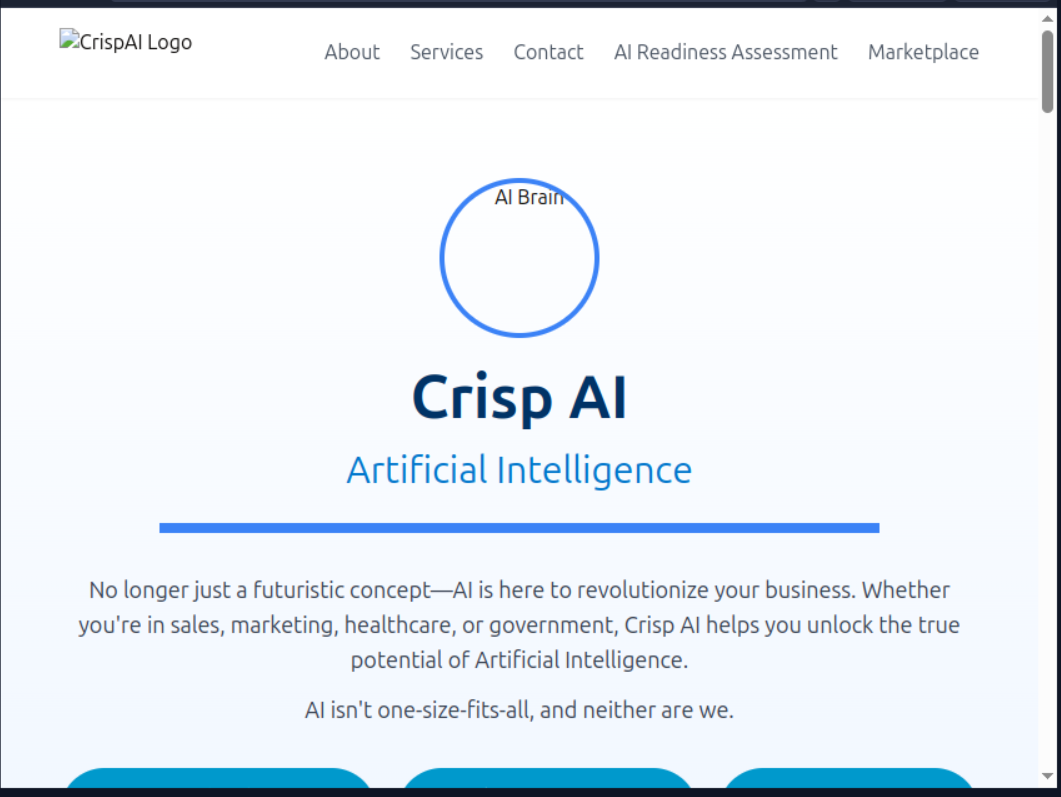 CrispAI Logo
About Services Contact AI Readiness Assessment Marketplace
AI Brain
Crisp AI
Artificial Intelligence
No longer just a futuristic concept—AI is here to revolutionize your business. Whether
you're in sales, marketing, healthcare, or government, Crisp AI helps you unlock the true
potential of Artificial Intelligence.
AI isn't one-size-fits-all, and neither are we.